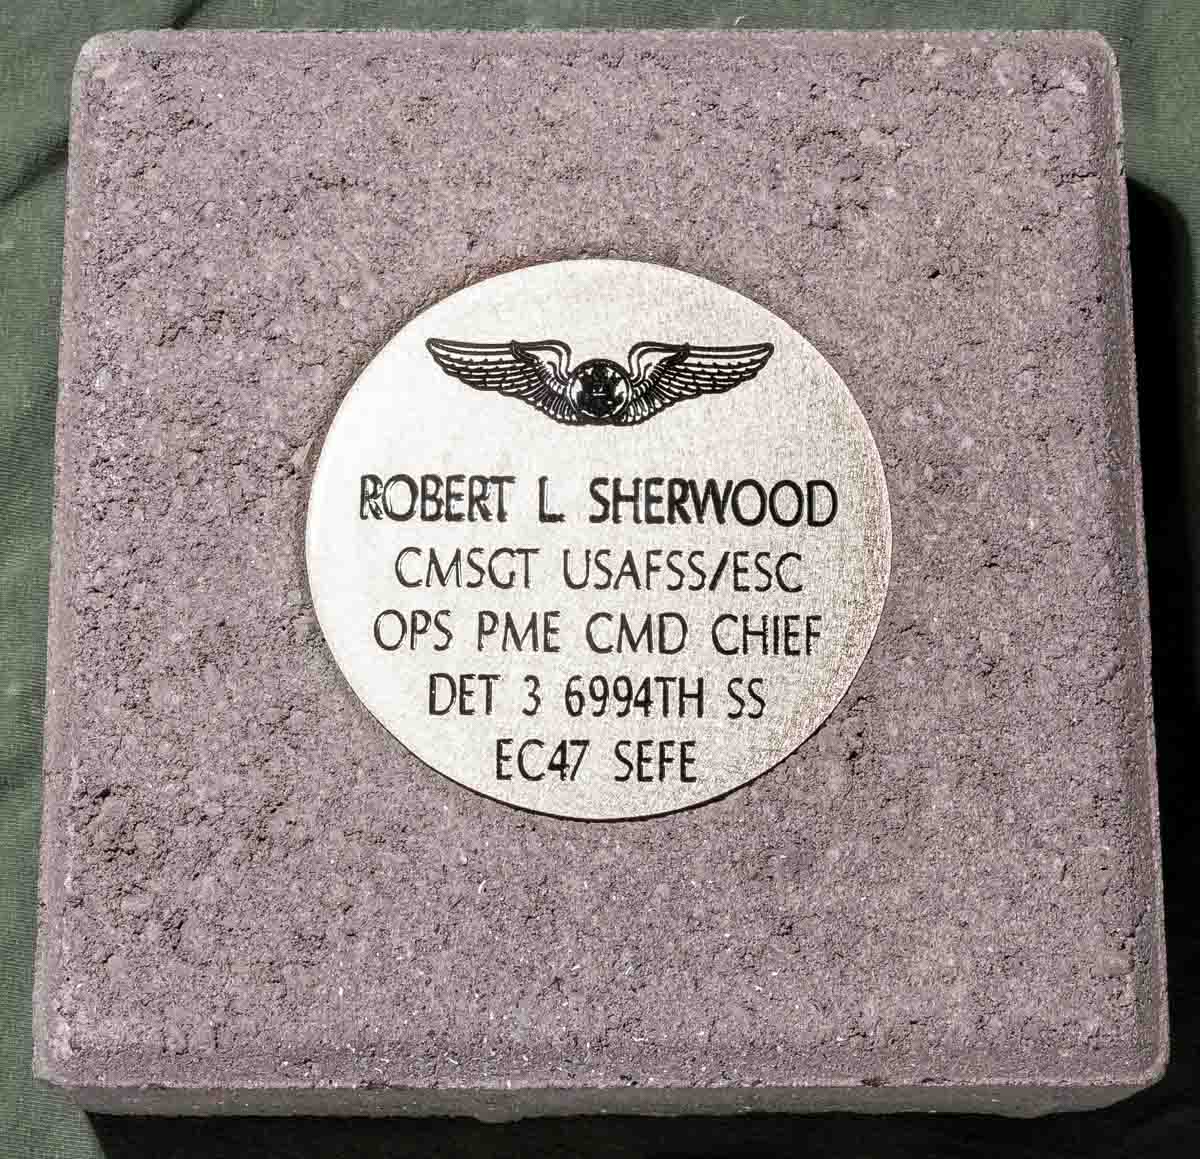 ROBERT L. SHERWOOD
CMSGT USAFSS/ESC
OPS PME CMD CHIEF
DET 3 6994TH SS
EC47 SEFE